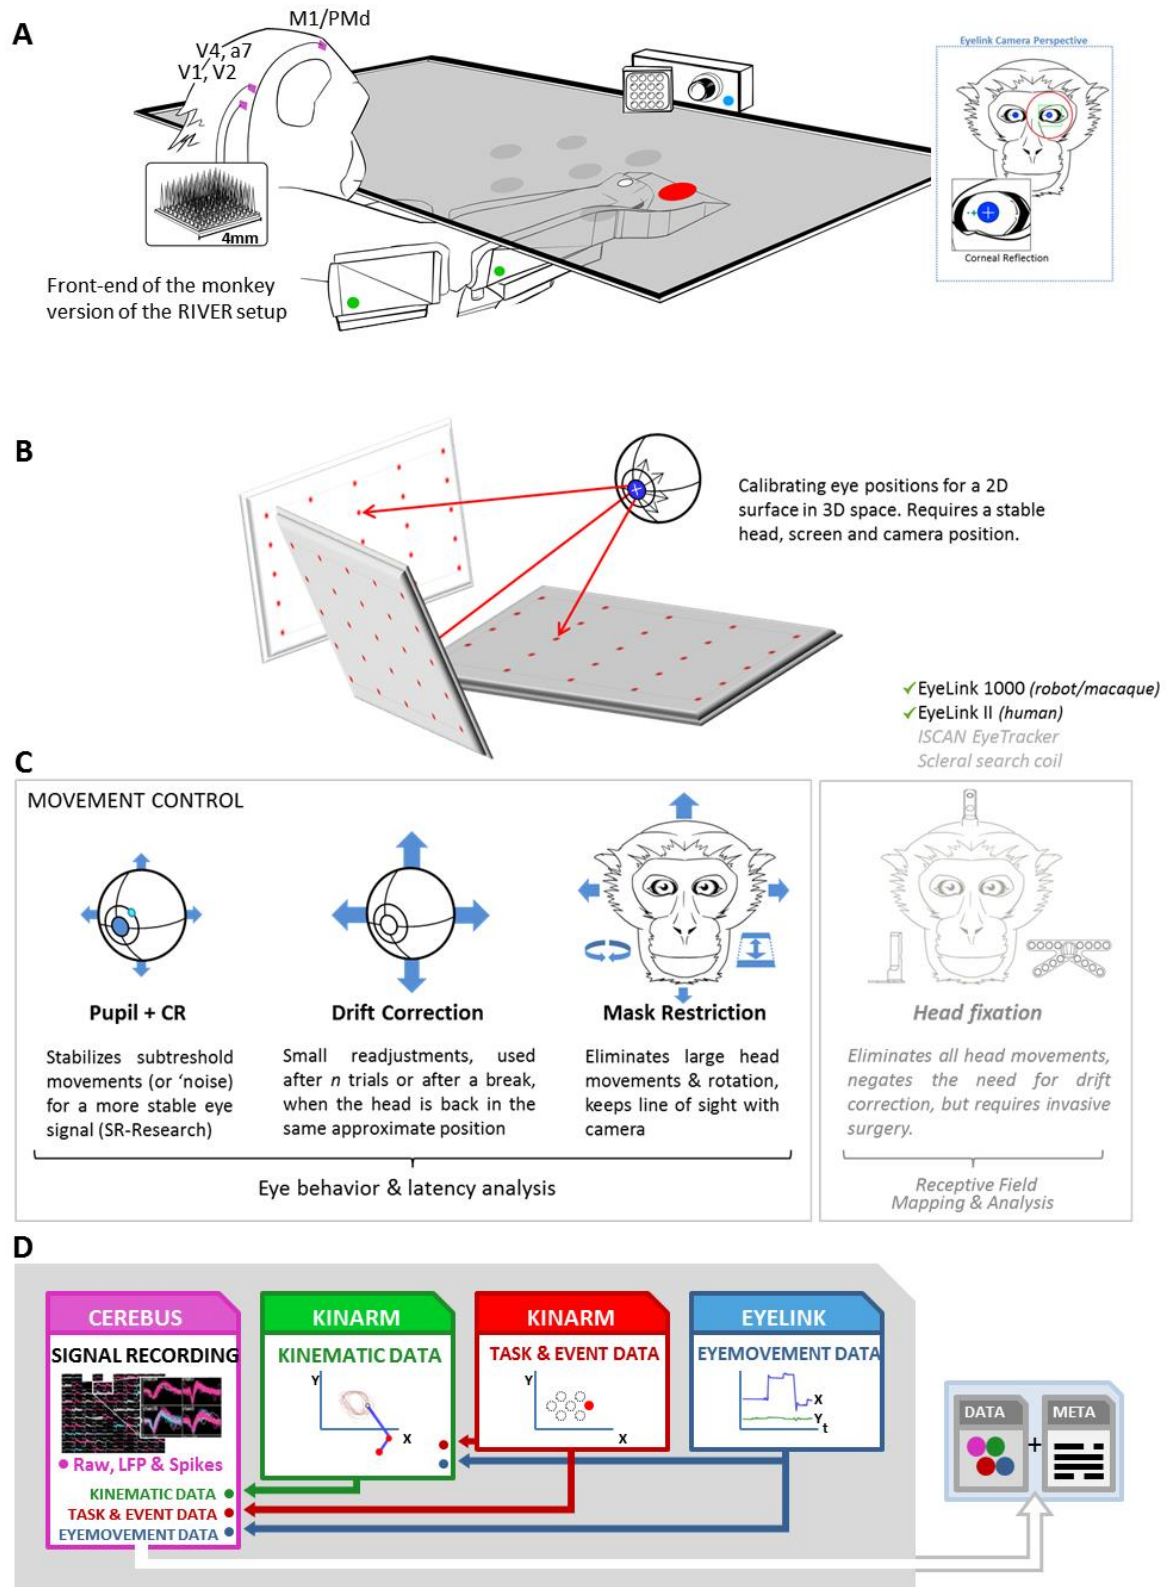 A
M1/PMd
V4, a7
V1, V2
4mm
Front-end of the monkey
version of the RIVER setup
Eyelink Camera Perspective
Corneal Reflection
B
Calibrating eye positions for a 2D
surface in 3D space. Requires a stable
head, screen and camera position.
✓EyeLink 1000 (robot/macaque)
✓EyeLink II (human)
ISCAN EyeTracker
Scleral search coil
C
MOVEMENT CONTROL
Pupil + CR
Stabilizes subtreshold
movements (or ‘noise)
for a more stable eye
signal (SR-Research)
Drift Correction
Small readjustments, used
after n trials or after a break,
when the head is back in the
same approximate position
Mask Restriction
Eliminates large head
movements & rotation,
keeps line of sight with
camera
Eye behavior & latency analysis
Head fixation
Eliminates all head movements,
negates the need for drift
correction, but requires invasive
surgery.
Receptive Field
Mapping & Analysis
D
CEREBUS
SIGNAL RECORDING
Raw, LFP & Spikes
KINEMATIC DATA
TASK & EVENT DATA
EYEMOVEMENT DATA
KINARM
KINEMATIC DATA
Y
X
KINARM
TASK & EVENT DATA
Y
X
EYELINK
EYEMOVEMENT DATA
X
Y
t
DATA
+
META